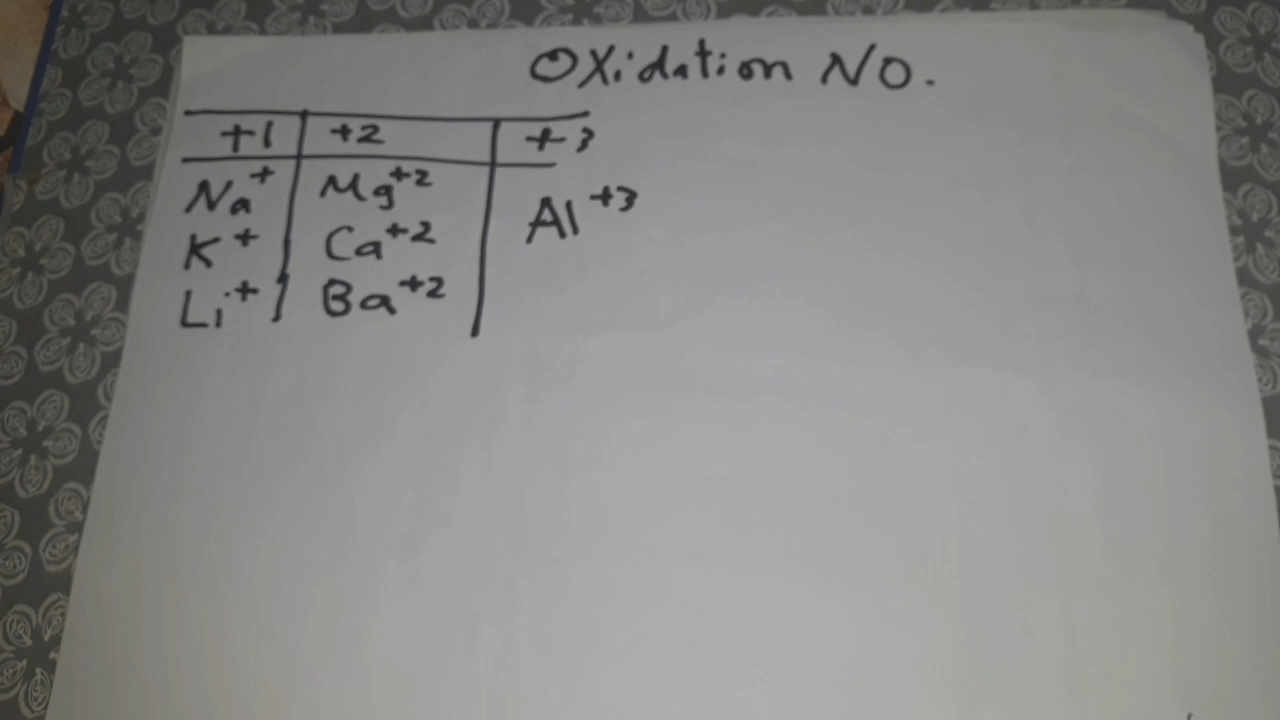 Oxidation NO.
+1 +2 +3
Na+ Mg+2 Al+3
K+ Ca+2
Li+ Ba+2